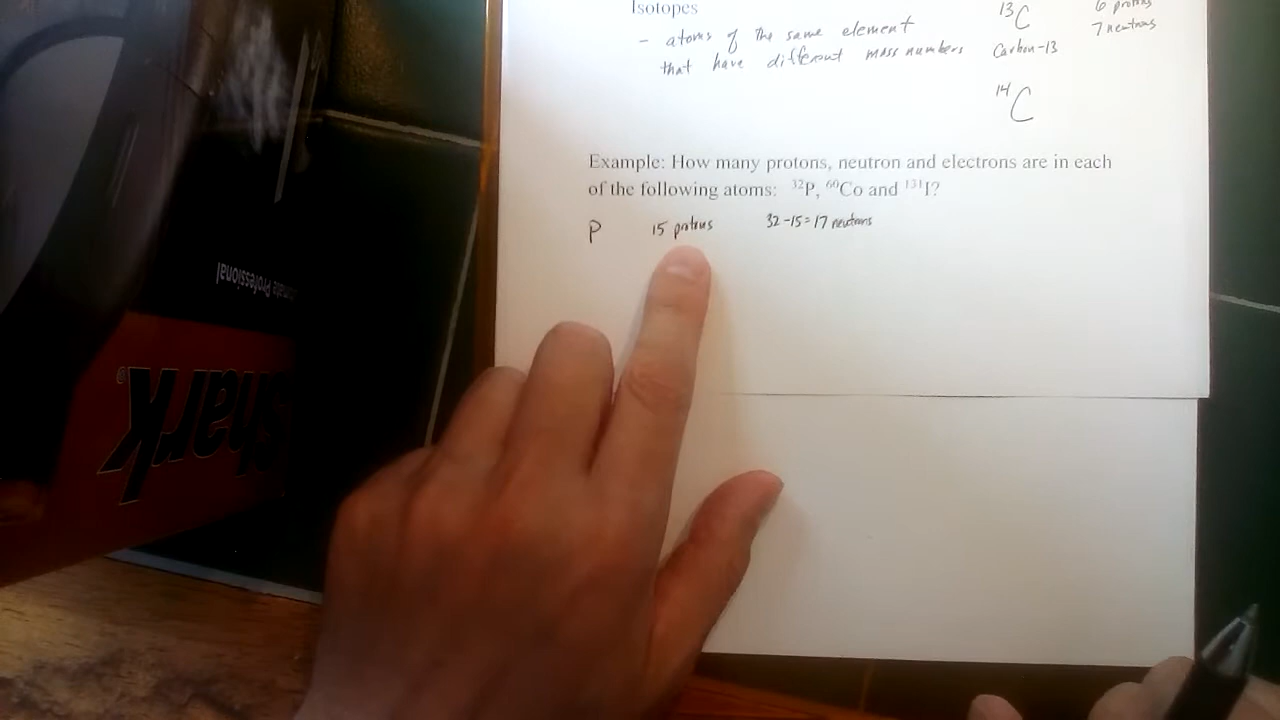 Isotopes
- atoms of the same element
that have different mass numbers
13C
6 protons
7 neutrons
Carbon-13
14C
Example: How many protons, neutron and electrons are in each
of the following atoms: 32P, 60Co and 131I?
P 15 protons 32-15=17 neutrons
Professional
shark®